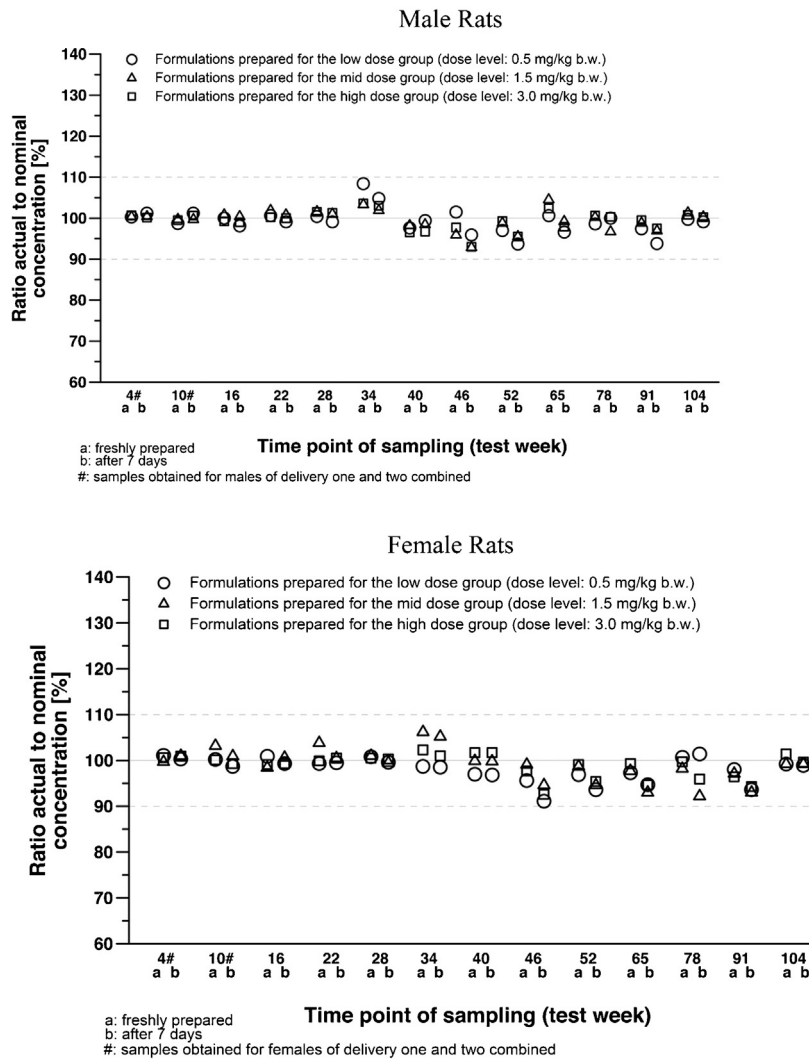 Male Rats
Formulations prepared for the low dose group (dose level: 0.5 mg/kg b.w.)
Formulations prepared for the mid dose group (dose level: 1.5 mg/kg b.w.)
Formulations prepared for the high dose group (dose level: 3.0 mg/kg b.w.)
Ratio actual to nominal
concentration [%]
140
130
120
110
100
90
80
70
60
4# 10# 16 22 28 34 40 46 52 65 78 91 104
a b a b a b a b a b a b a b a b a b a b a b a b a b
Time point of sampling (test week)
a: freshly prepared
b: after 7 days
#: samples obtained for males of delivery one and two combined
Female Rats
Formulations prepared for the low dose group (dose level: 0.5 mg/kg b.w.)
Formulations prepared for the mid dose group (dose level: 1.5 mg/kg b.w.)
Formulations prepared for the high dose group (dose level: 3.0 mg/kg b.w.)
Ratio actual to nominal
concentration [%]
140
130
120
110
100
90
80
70
60
4# 10# 16 22 28 34 40 46 52 65 78 91 104
a b a b a b a b a b a b a b a b a b a b a b a b a b
Time point of sampling (test week)
a: freshly prepared
b: after 7 days
#: samples obtained for females of delivery one and two combined